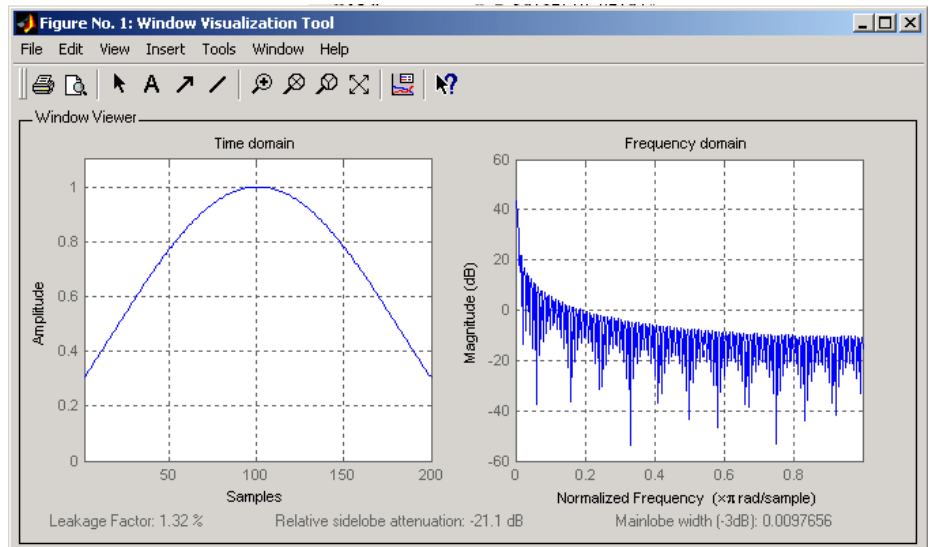 Figure No. 1: Window Visualization Tool
File Edit View Insert Tools Window Help
A
Window Viewer
Time domain
1
0.8
0.6
0.4
0.2
0
50 100 150 200
Amplitude
Samples
Frequency domain
60
40
20
0
-20
-40
-60
0 0.2 0.4 0.6 0.8
Magnitude (dB)
Normalized Frequency (×π rad/sample)
Leakage Factor: 1.32 % Relative sidelobe attenuation: -21.1 dB Mainlobe width (-3dB): 0.0097656